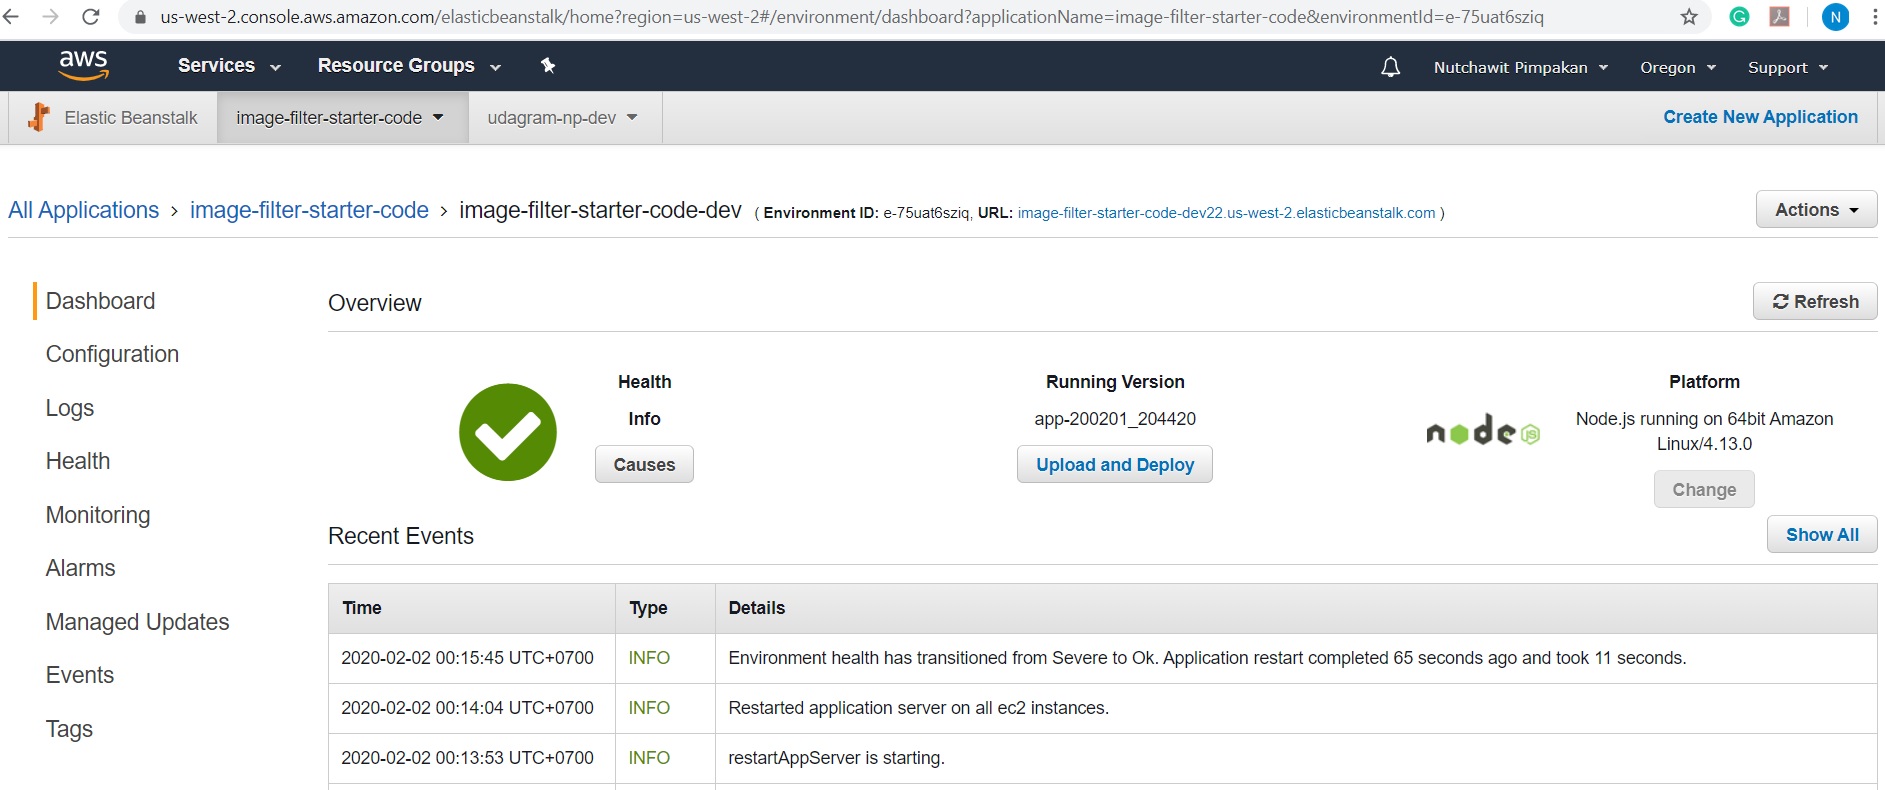 us-west-2.console.aws.amazon.com/elasticbeanstalk/home?region=us-west-2#/environment/dashboard?applicationName=image-filter-starter-code&environmentId=e-75uat6sziq
N
aws
Services
Resource Groups
Nutchawit Pimpakan
Oregon
Support
Elastic Beanstalk
image-filter-starter-code
udagram-np-dev
Create New Application
All Applications › image-filter-starter-code › image-filter-starter-code-dev ( Environment ID: e-75uat6sziq, URL: image-filter-starter-code-dev22.us-west-2.elasticbeanstalk.com )
Actions
Dashboard
Configuration
Logs
Health
Monitoring
Alarms
Managed Updates
Events
Tags
Overview
Refresh
Health
Info
Causes
Running Version
app-200201_204420
Upload and Deploy
node JS
Platform
Node.js running on 64bit Amazon
Linux/4.13.0
Change
Recent Events
Show All
Time Type Details
2020-02-02 00:15:45 UTC+0700 INFO Environment health has transitioned from Severe to Ok. Application restart completed 65 seconds ago and took 11 seconds.
2020-02-02 00:14:04 UTC+0700 INFO Restarted application server on all ec2 instances.
2020-02-02 00:13:53 UTC+0700 INFO restartAppServer is starting.